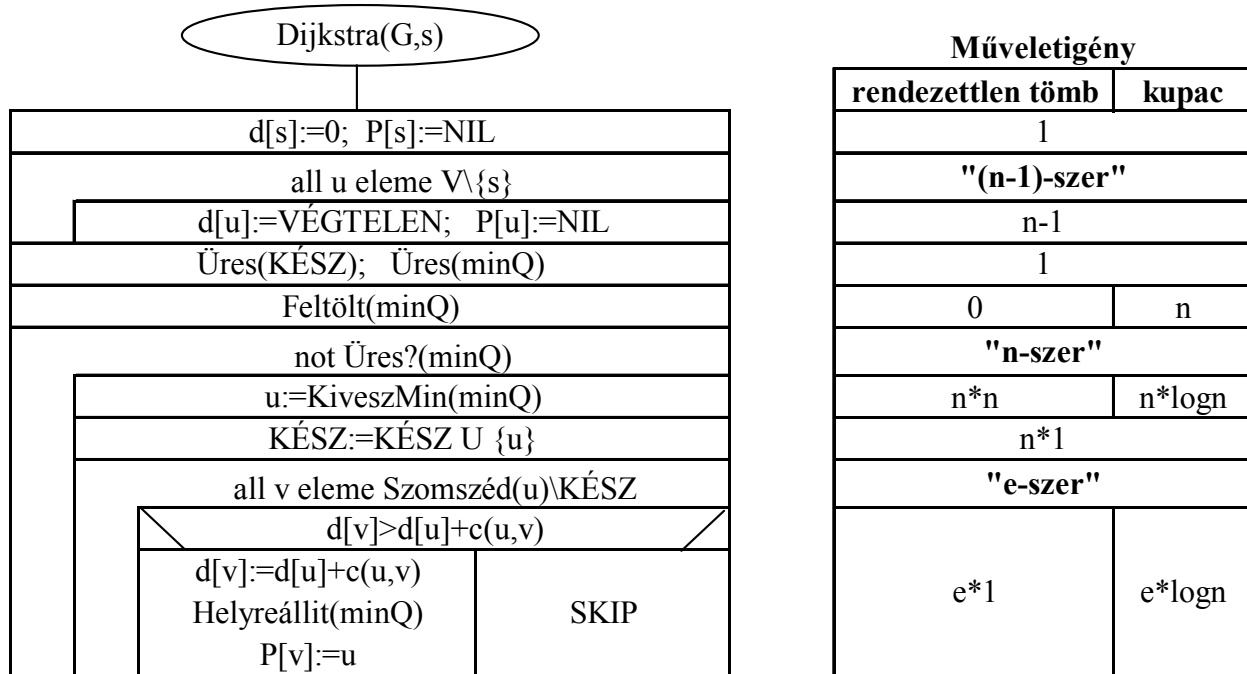 Dijkstra(G,s)
d[s]:=0; P[s]:=NIL
all u eleme V\{s}
d[u]:=VÉGTELEN; P[u]:=NIL
Üres(KÉSZ); Üres(minQ)
Feltölt(minQ)
not Üres?(minQ)
u:=KiveszMin(minQ)
KÉSZ:=KÉSZ U {u}
all v eleme Szomszéd(u)\KÉSZ
d[v]>d[u]+c(u,v)
d[v]:=d[u]+c(u,v)
Helyreállit(minQ)
P[v]:=u
SKIP
Műveletigény
rendezettlen tömb kupac
1
"(n-1)-szer"
n-1
1
0 n
"n-szer"
n*n n*logn
n*1
"e-szer"
e*1 e*logn